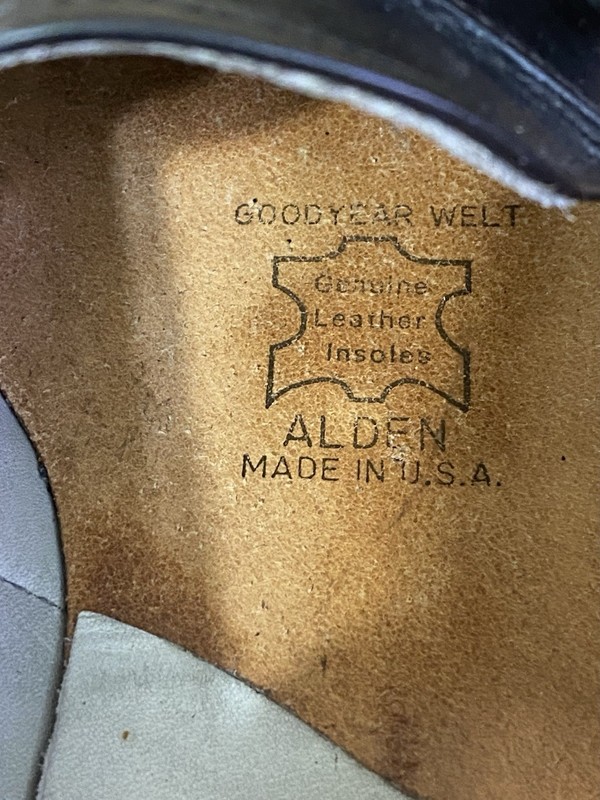 GOODYEAR WELT
Genuine
Leather
Insoles
ALDEN
MADE IN U.S.A.